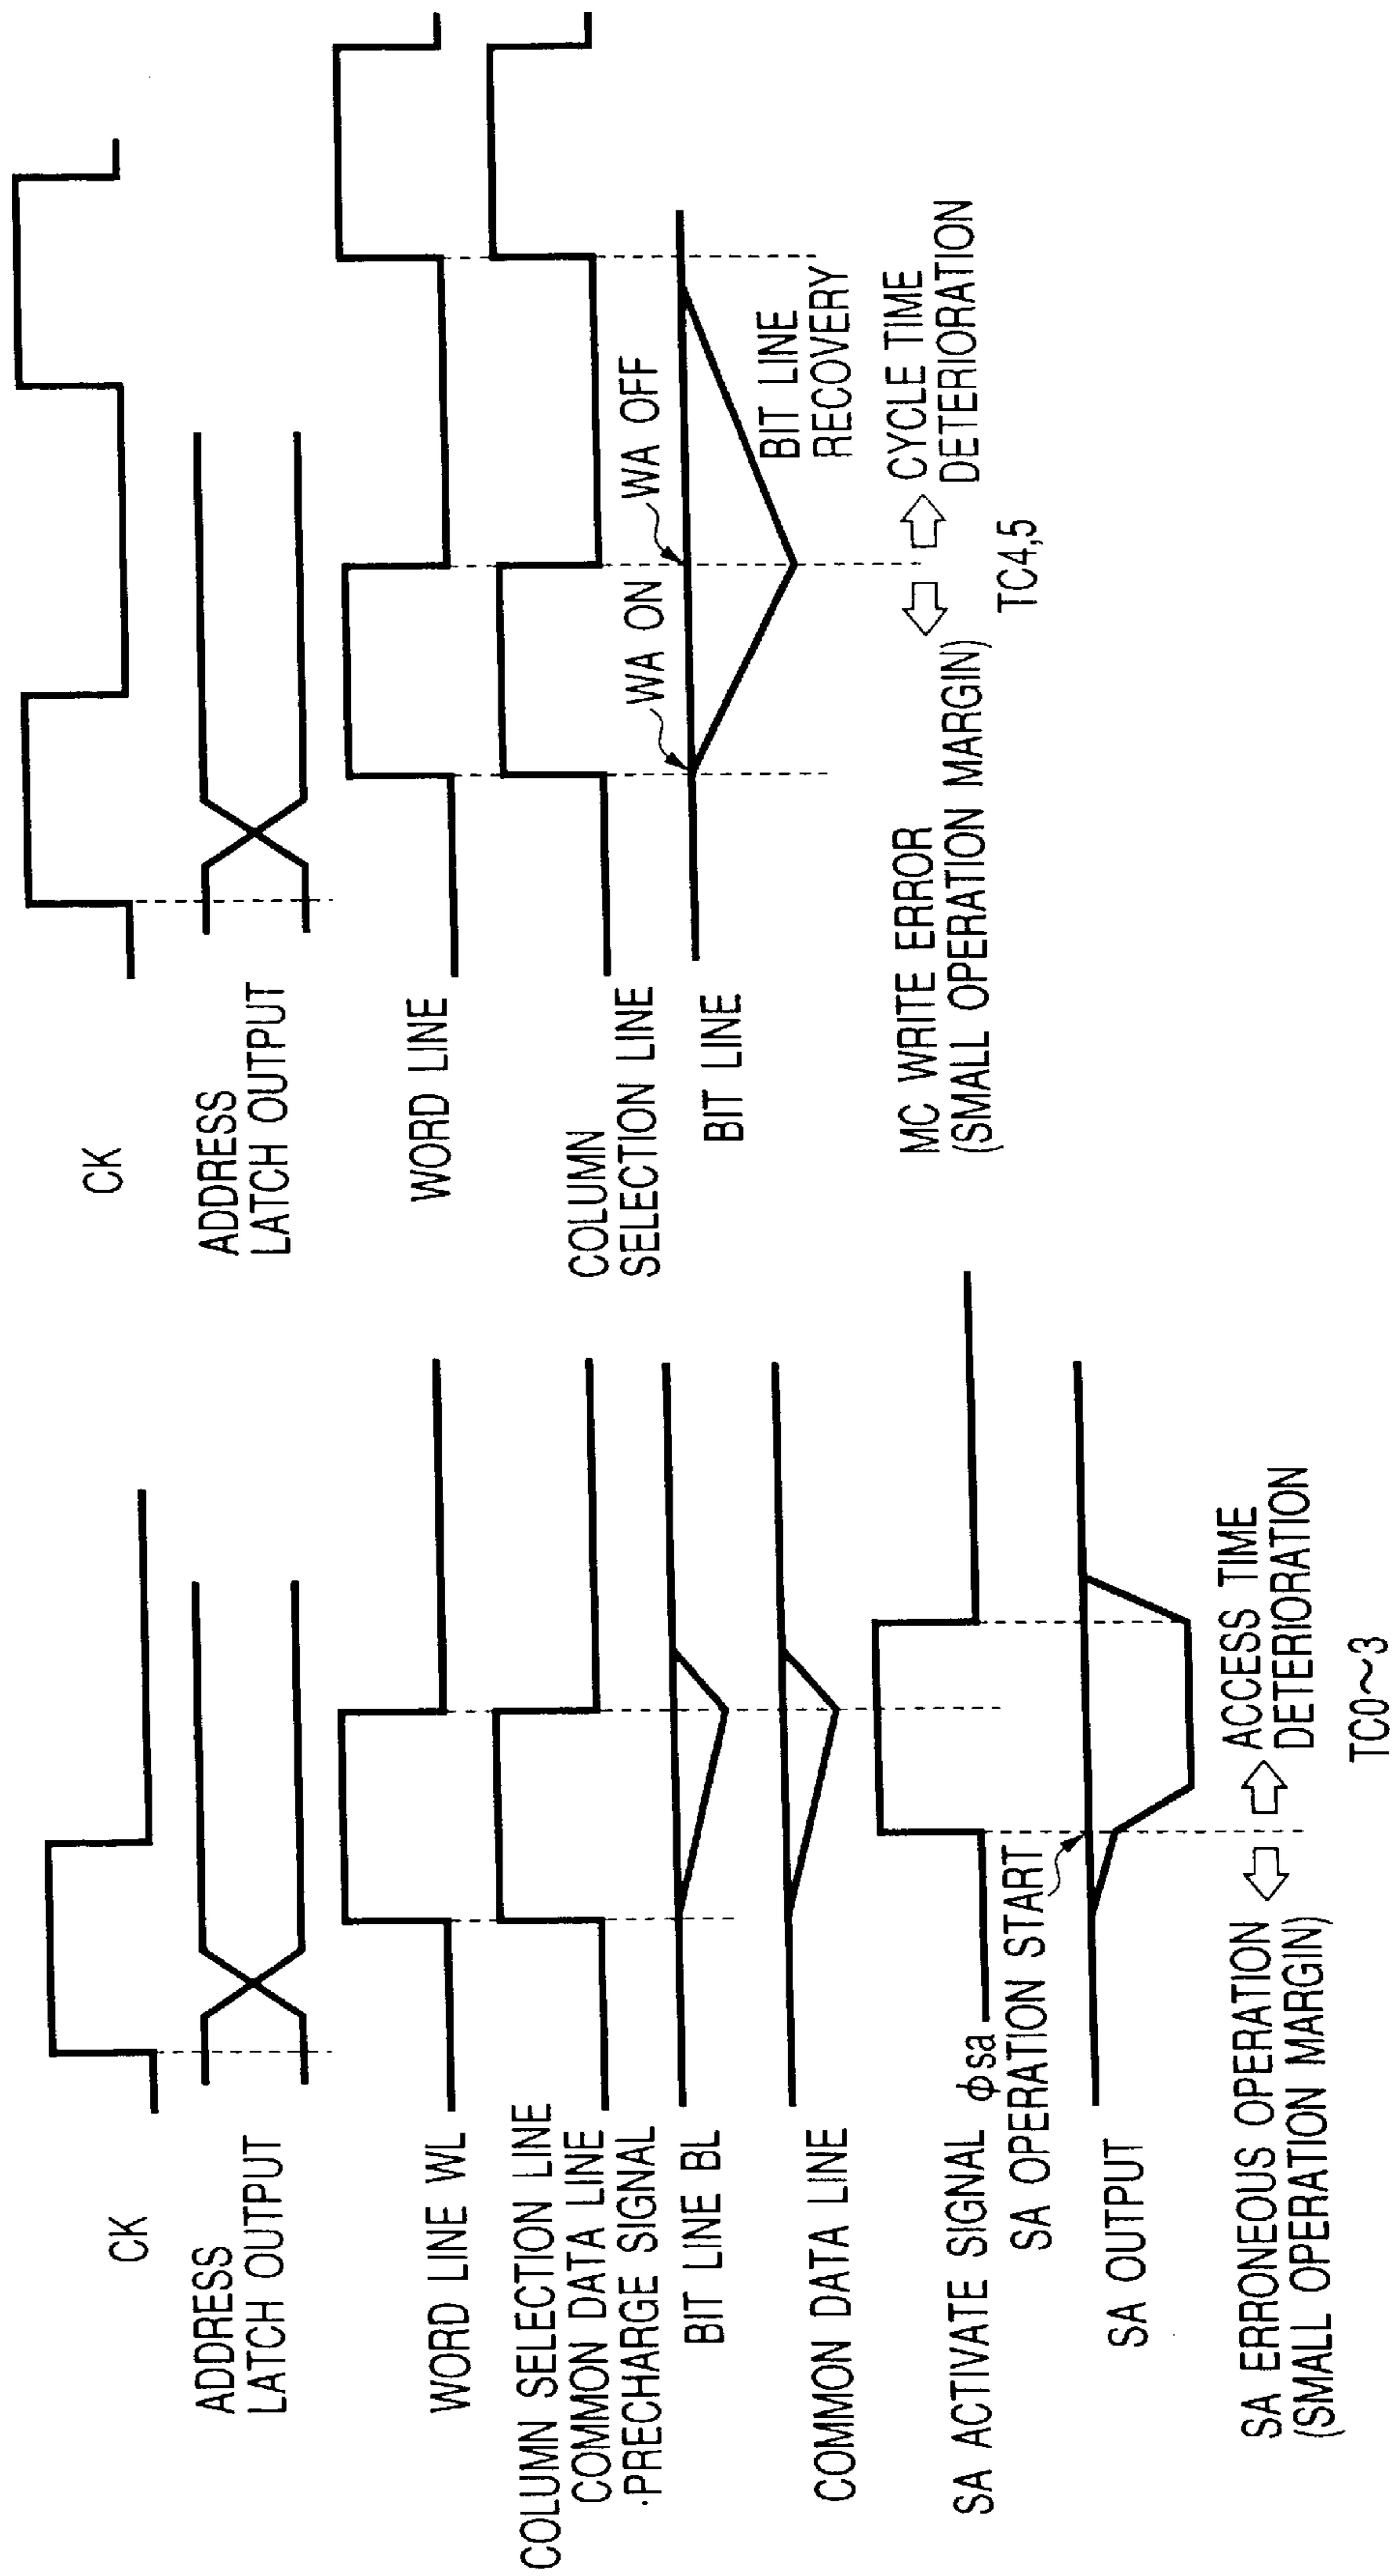 CK
ADDRESS
LATCH OUTPUT
WORD LINE WL
COLUMN SELECTION LINE
COMMON DATA LINE
·PRECHARGE SIGNAL
BIT LINE BL
COMMON DATA LINE
SA ACTIVATE SIGNAL ϕsa
SA OPERATION START
SA OUTPUT
SA ERRONEOUS OPERATION
(SMALL OPERATION MARGIN)
ACCESS TIME
DETERIORATION
TC0~3
CK
ADDRESS
LATCH OUTPUT
WORD LINE
COLUMN
SELECTION LINE
WA ON
WA OFF
BIT LINE
BIT LINE
RECOVERY
MC WRITE ERROR
(SMALL OPERATION MARGIN)
CYCLE TIME
DETERIORATION
TC4,5